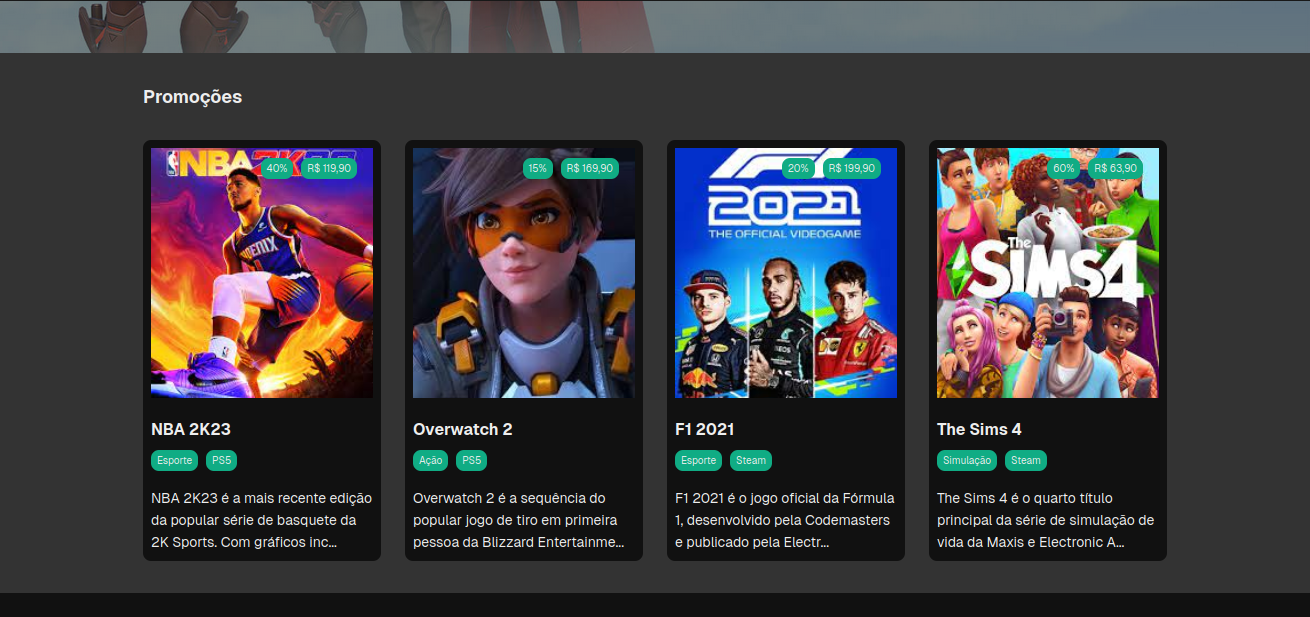 Promoções
NBA 2K23
40%
R$ 119,90
PHOENIX
15%
R$ 169,90
20%
R$ 199,90
2021
THE OFFICIAL VIDEOGAME
60%
R$ 63,90
The
SIMS4
NBA 2K23
Esporte
PS5
NBA 2K23 é a mais recente edição
da popular série de basquete da
2K Sports. Com gráficos inc...
Overwatch 2
Ação
PS5
Overwatch 2 é a sequência do
popular jogo de tiro em primeira
pessoa da Blizzard Entertainme...
F1 2021
Esporte
Steam
F1 2021 é o jogo oficial da Fórmula
1, desenvolvido pela Codemasters
e publicado pela Electr...
The Sims 4
Simulação
Steam
The Sims 4 é o quarto título
principal da série de simulação de
vida da Maxis e Electronic A...